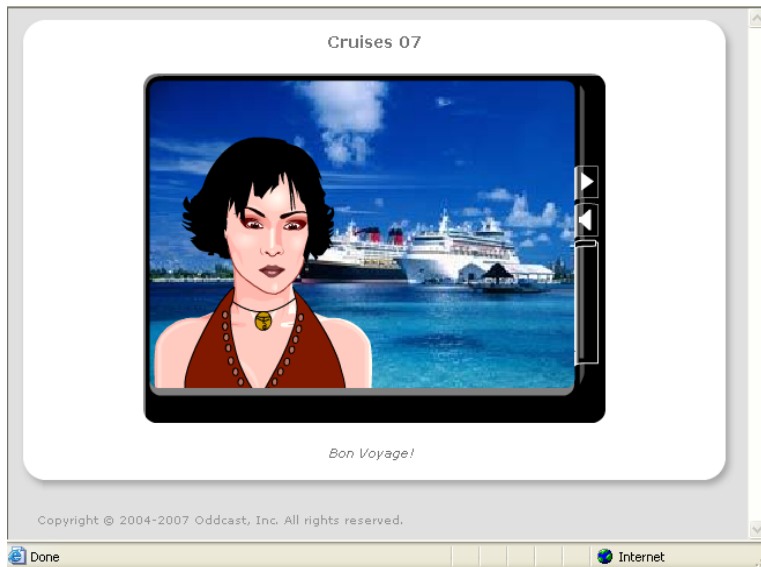 Cruises 07
Bon Voyage!
Copyright © 2004-2007 Oddcast, Inc. All rights reserved.
Done
Internet